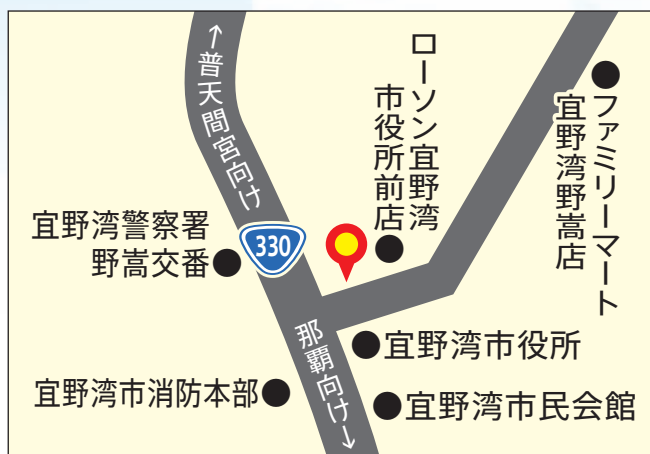 ↑普天間宮向け
ローソン宜野湾
市役所前店
ファミリーマート
宜野湾野嵩店
宜野湾警察署
野嵩交番
330
那覇向け↓
宜野湾市役所
宜野湾市消防本部
宜野湾市民会館